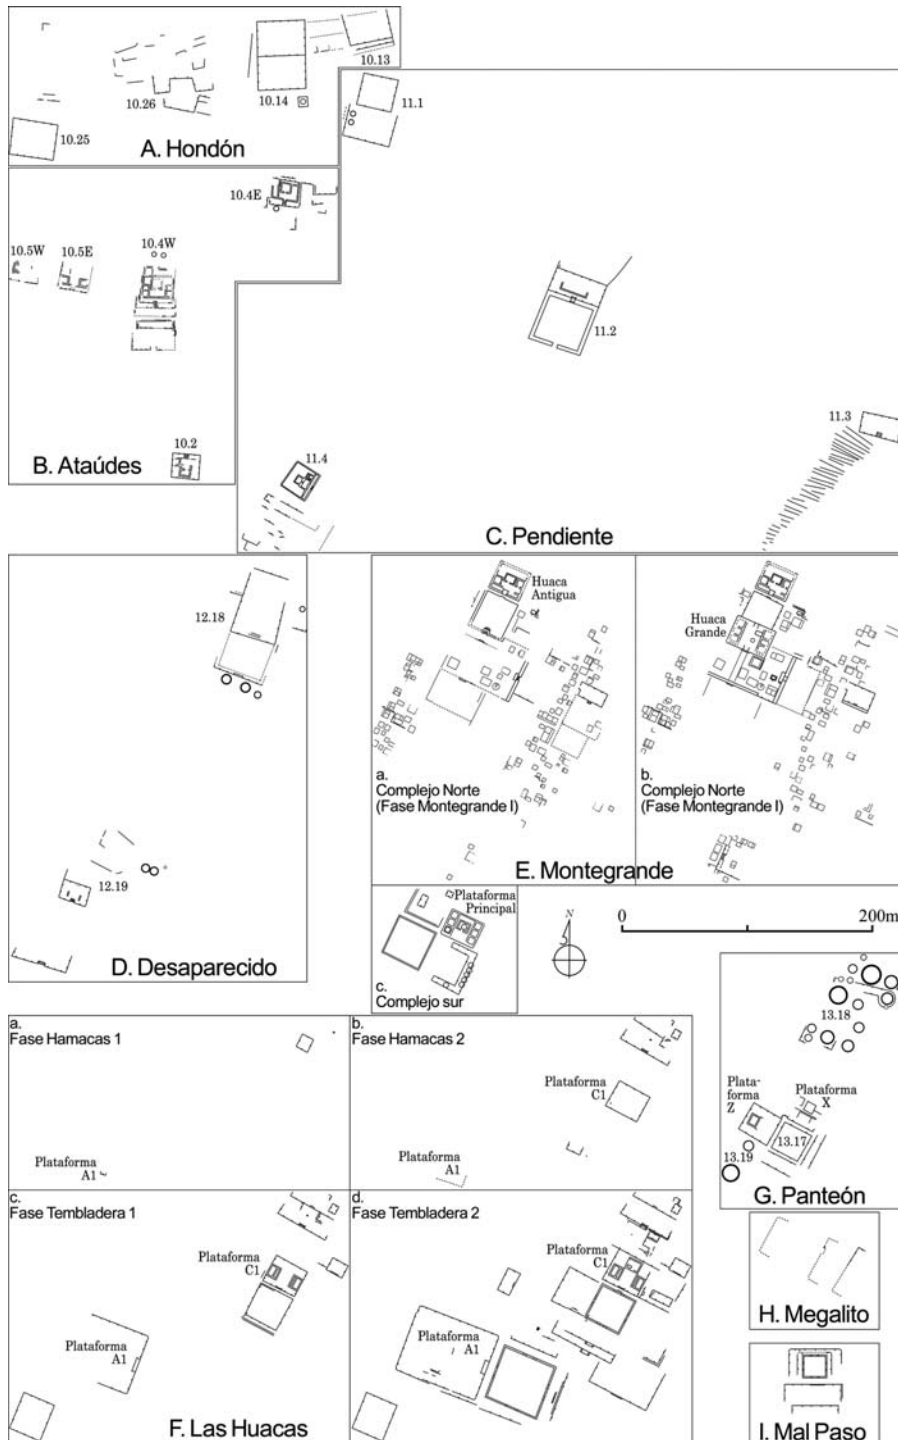 10.13
10.26
10.14
11.1
10.25
A. Hondón
10.4E
10.5W
10.5E
10.4W
11.2
11.3
B. Ataúdes
10.2
11.4
C. Pendiente
12.18
Huaca
Antigua
Huaca
Grande
a.
Complejo Norte
(Fase Montegrande I)
b.
Complejo Norte
(Fase Montegrande I)
12.19
E. Montegrande
D. Desaparecido
Plataforma
Principal
c.
Complejo sur
N
0
200m
13.18
Plata-
forma
Z
Plataforma
X
13.17
13.19
G. Panteón
a.
Fase Hamacas 1
Plataforma
A1
b.
Fase Hamacas 2
Plataforma
C1
Plataforma
A1
c.
Fase Tembladera 1
Plataforma
C1
Plataforma
A1
d.
Fase Tembladera 2
Plataforma
C1
Plataforma
A1
F. Las Huacas
H. Megalito
I. Mal Paso